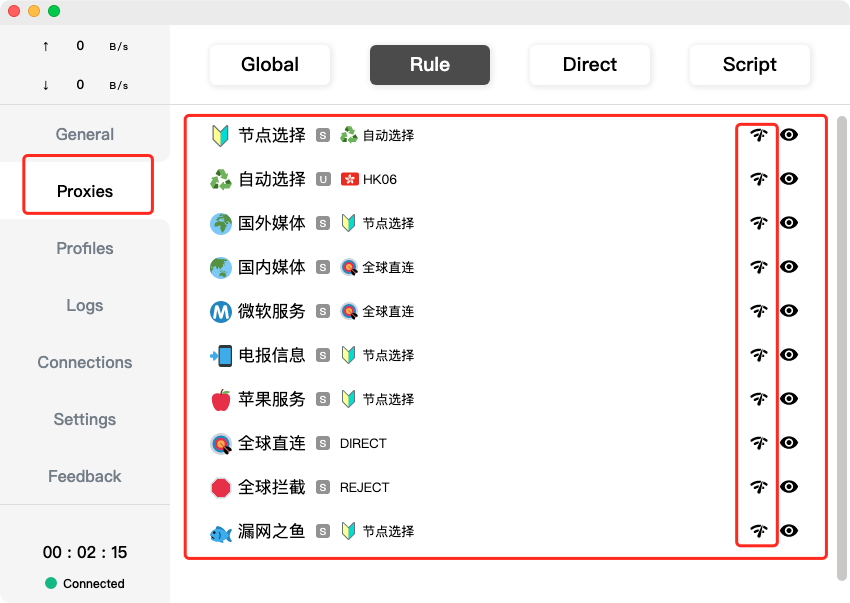 ↑ 0 B/s
↓ 0 B/s
General
Proxies
Profiles
Logs
Connections
Settings
Feedback
00 : 02 : 15
Connected
Global Rule Direct Script
节点选择 S 自动选择
自动选择 U HK06
国外媒体 S 节点选择
国内媒体 S 全球直连
微软服务 S 全球直连
电报信息 S 节点选择
苹果服务 S 节点选择
全球直连 S DIRECT
全球拦截 S REJECT
漏网之鱼 S 节点选择